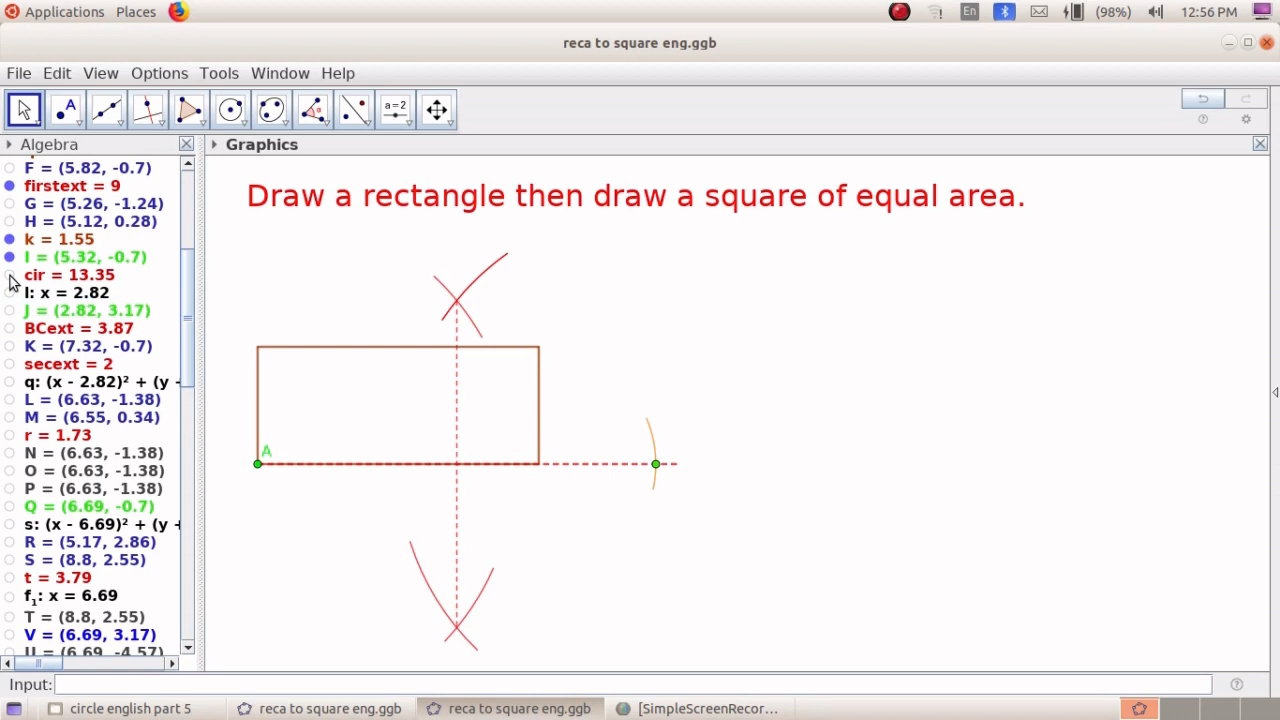 Applications Places En (98%) 12:56 PM
reca to square eng.ggb
File Edit View Options Tools Window Help
A a=2
Algebra
Graphics
F = (5.82, -0.7)
firstext = 9
G = (5.26, -1.24)
H = (5.12, 0.28)
k = 1.55
I = (5.32, -0.7)
cir = 13.35
l: x = 2.82
J = (2.82, 3.17)
BCext = 3.87
K = (7.32, -0.7)
secext = 2
q: (x - 2.82)² + (y -
L = (6.63, -1.38)
M = (6.55, 0.34)
r = 1.73
N = (6.63, -1.38)
O = (6.63, -1.38)
P = (6.63, -1.38)
Q = (6.69, -0.7)
s: (x - 6.69)² + (y +
R = (5.17, 2.86)
S = (8.8, 2.55)
t = 3.79
f₁: x = 6.69
T = (8.8, 2.55)
V = (6.69, 3.17)
U = (6.69, -4.57)
Draw a rectangle then draw a square of equal area.
A
Input:
circle english part 5 reca to square eng.ggb reca to square eng.ggb [SimpleScreenRecor...